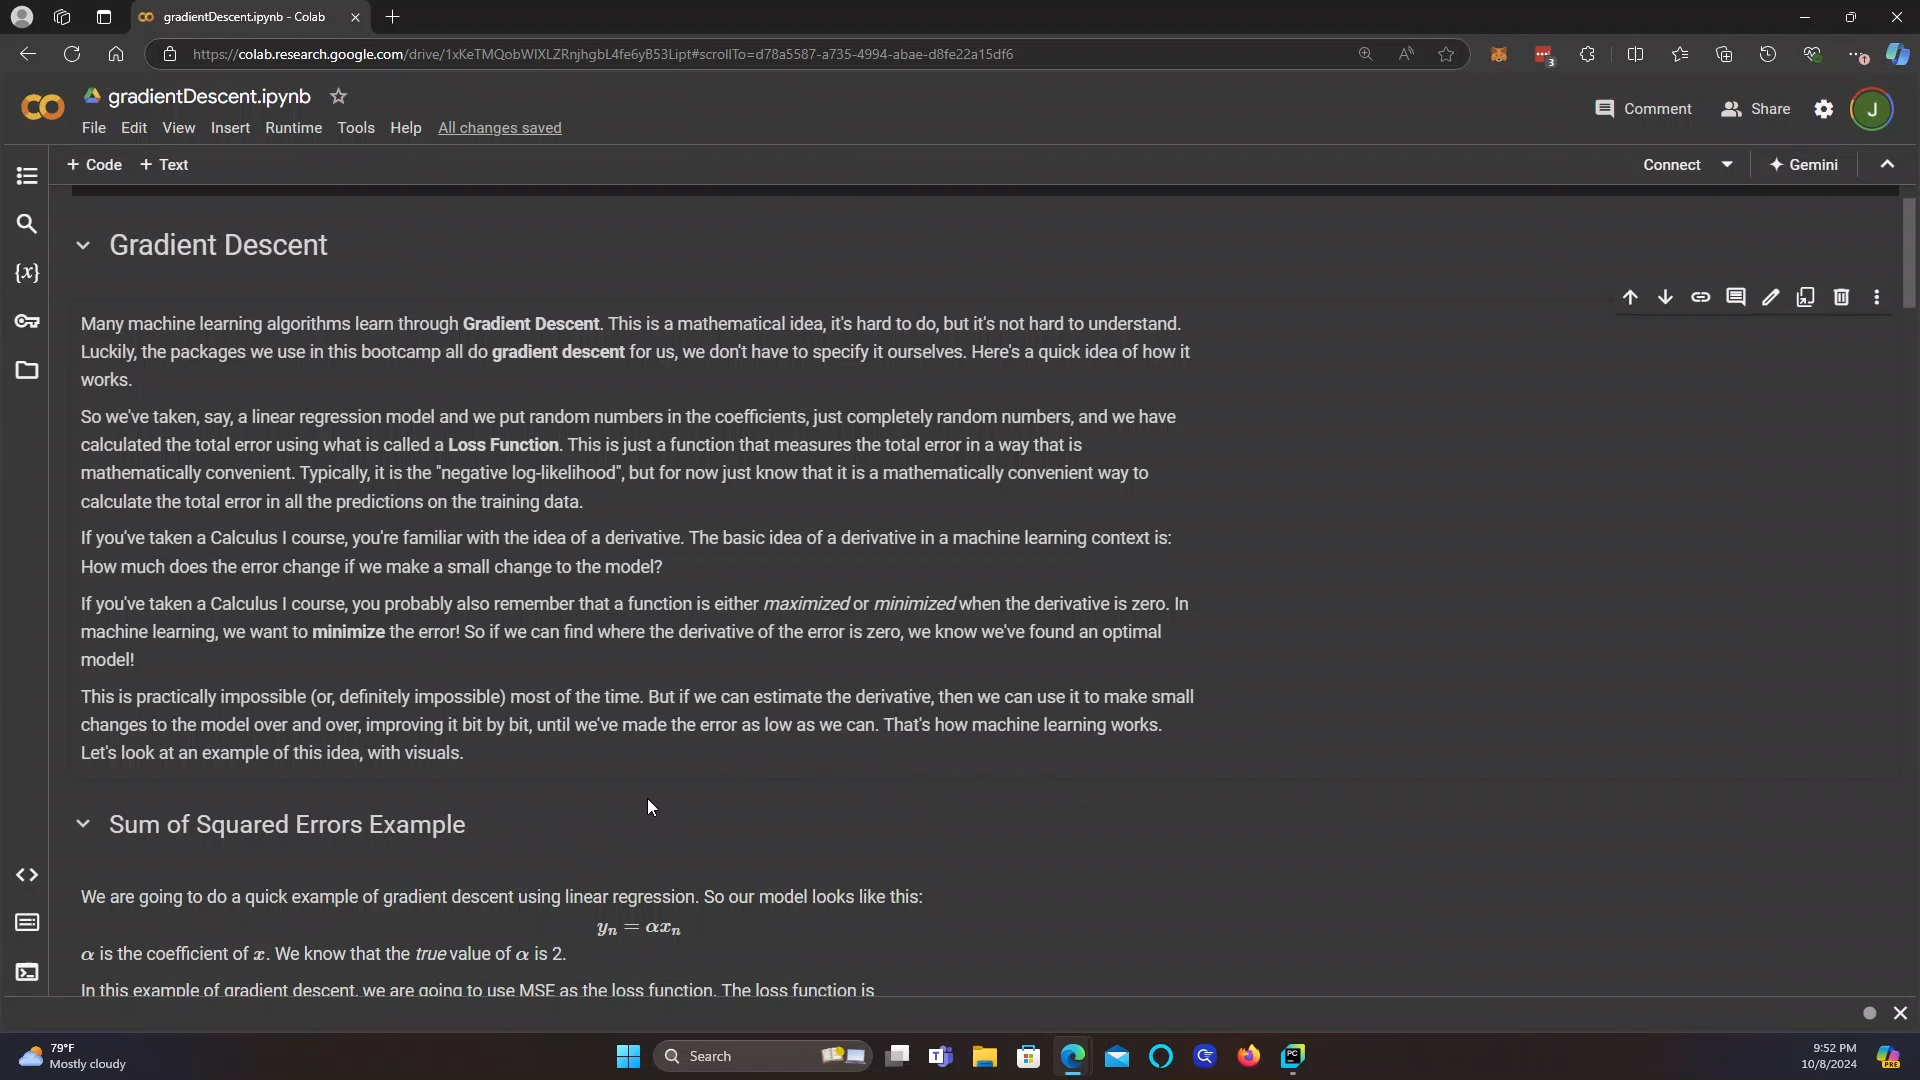 gradientDescent.ipynb - Colab
https://colab.research.google.com/drive/1xKeTMQobWIXLZRnjhgbL4fe6yB53Lipt#scrollTo=d78a5587-a735-4994-abae-d8fe22a15df6
3
gradientDescent.ipynb
Comment
Share
J
File Edit View Insert Runtime Tools Help All changes saved
+ Code + Text
Connect
Gemini
{x}
Gradient Descent
Many machine learning algorithms learn through Gradient Descent. This is a mathematical idea, it's hard to do, but it's not hard to understand.
Luckily, the packages we use in this bootcamp all do gradient descent for us, we don't have to specify it ourselves. Here's a quick idea of how it
works.
So we've taken, say, a linear regression model and we put random numbers in the coefficients, just completely random numbers, and we have
calculated the total error using what is called a Loss Function. This is just a function that measures the total error in a way that is
mathematically convenient. Typically, it is the "negative log-likelihood", but for now just know that it is a mathematically convenient way to
calculate the total error in all the predictions on the training data.
If you've taken a Calculus I course, you're familiar with the idea of a derivative. The basic idea of a derivative in a machine learning context is:
How much does the error change if we make a small change to the model?
If you've taken a Calculus I course, you probably also remember that a function is either maximized or minimized when the derivative is zero. In
machine learning, we want to minimize the error! So if we can find where the derivative of the error is zero, we know we've found an optimal
model!
This is practically impossible (or, definitely impossible) most of the time. But if we can estimate the derivative, then we can use it to make small
changes to the model over and over, improving it bit by bit, until we've made the error as low as we can. That's how machine learning works.
Let's look at an example of this idea, with visuals.
Sum of Squared Errors Example
We are going to do a quick example of gradient descent using linear regression. So our model looks like this:
yₙ = αxₙ
α is the coefficient of x. We know that the true value of α is 2.
In this example of gradient descent, we are going to use MSE as the loss function. The loss function is
79°F
Mostly cloudy
Search
9:52 PM
10/8/2024